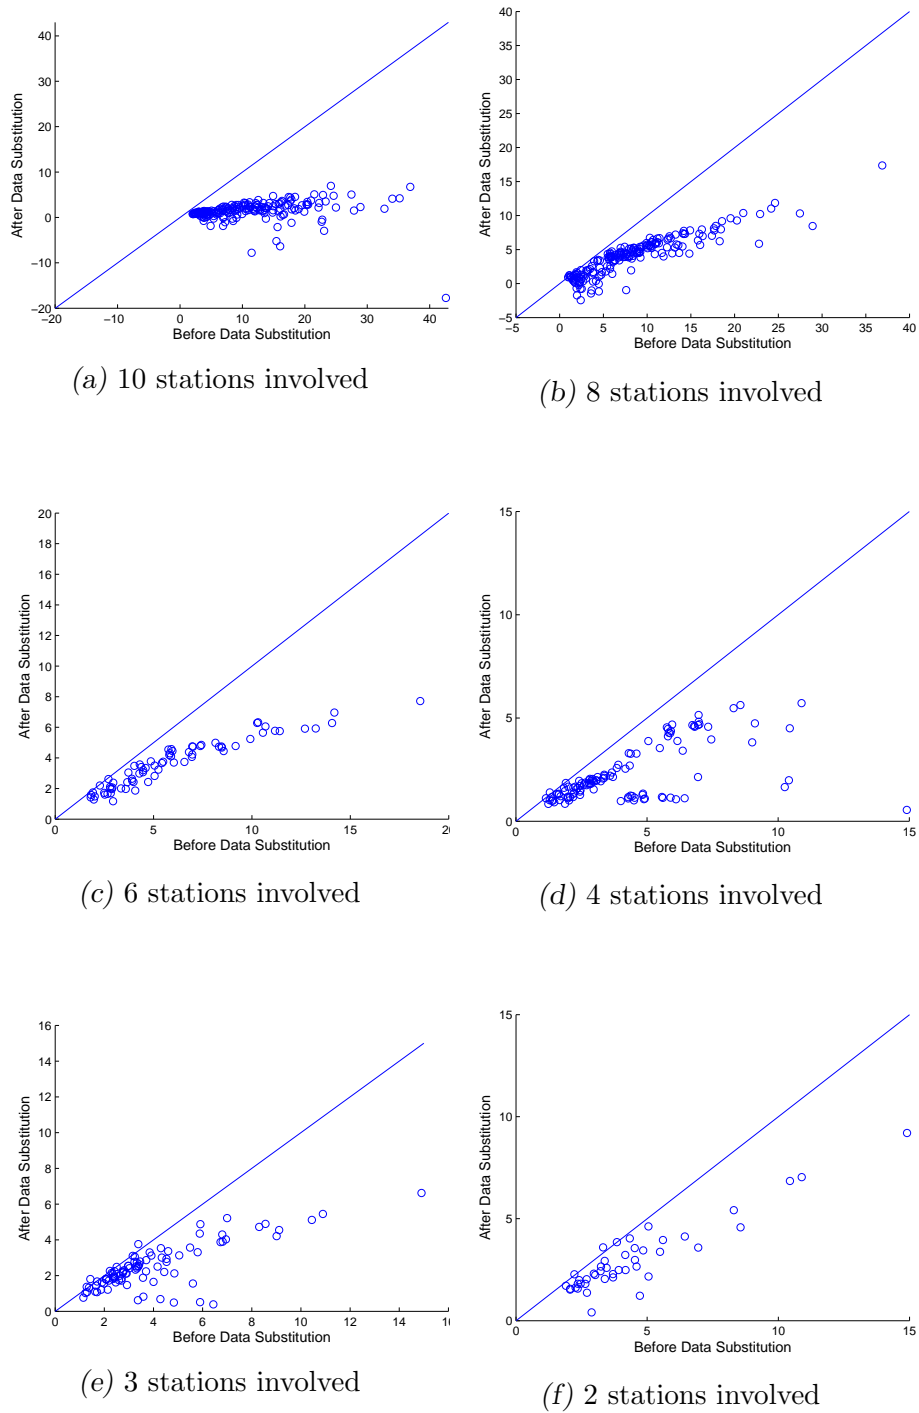 40
30
20
10
0
−10
−20
−20 −10 0 10 20 30 40
After Data Substitution
Before Data Substitution
(a) 10 stations involved
40
35
30
25
20
15
10
5
0
−5
−5 0 5 10 15 20 25 30 35 40
After Data Substitution
Before Data Substitution
(b) 8 stations involved
20
18
16
14
12
10
8
6
4
2
0
0 5 10 15 20
After Data Substitution
Before Data Substitution
(c) 6 stations involved
15
10
5
0
0 5 10 15
After Data Substitution
Before Data Substitution
(d) 4 stations involved
16
14
12
10
8
6
4
2
0
0 2 4 6 8 10 12 14 16
After Data Substitution
Before Data Substitution
(e) 3 stations involved
15
10
5
0
0 5 10 15
After Data Substitution
Before Data Substitution
(f) 2 stations involved